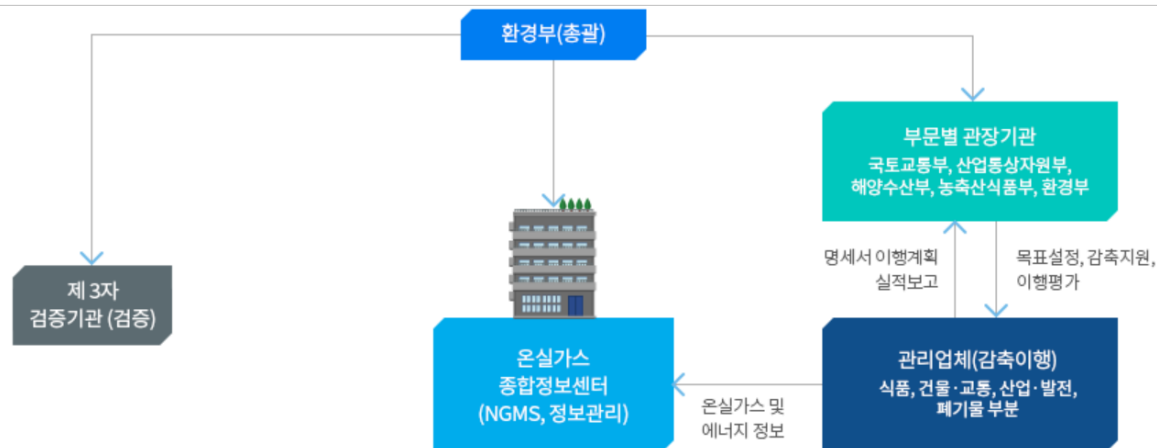 환경부(총괄)
부문별 관장기관
국토교통부, 산업통상자원부,
해양수산부, 농축산식품부, 환경부
명세서 이행계획
실적보고
목표설정, 감축지원,
이행평가
제 3자
검증기관 (검증)
온실가스
종합정보센터
(NGMS, 정보관리)
온실가스 및
에너지 정보
관리업체(감축이행)
식품, 건물·교통, 산업·발전,
폐기물 부분